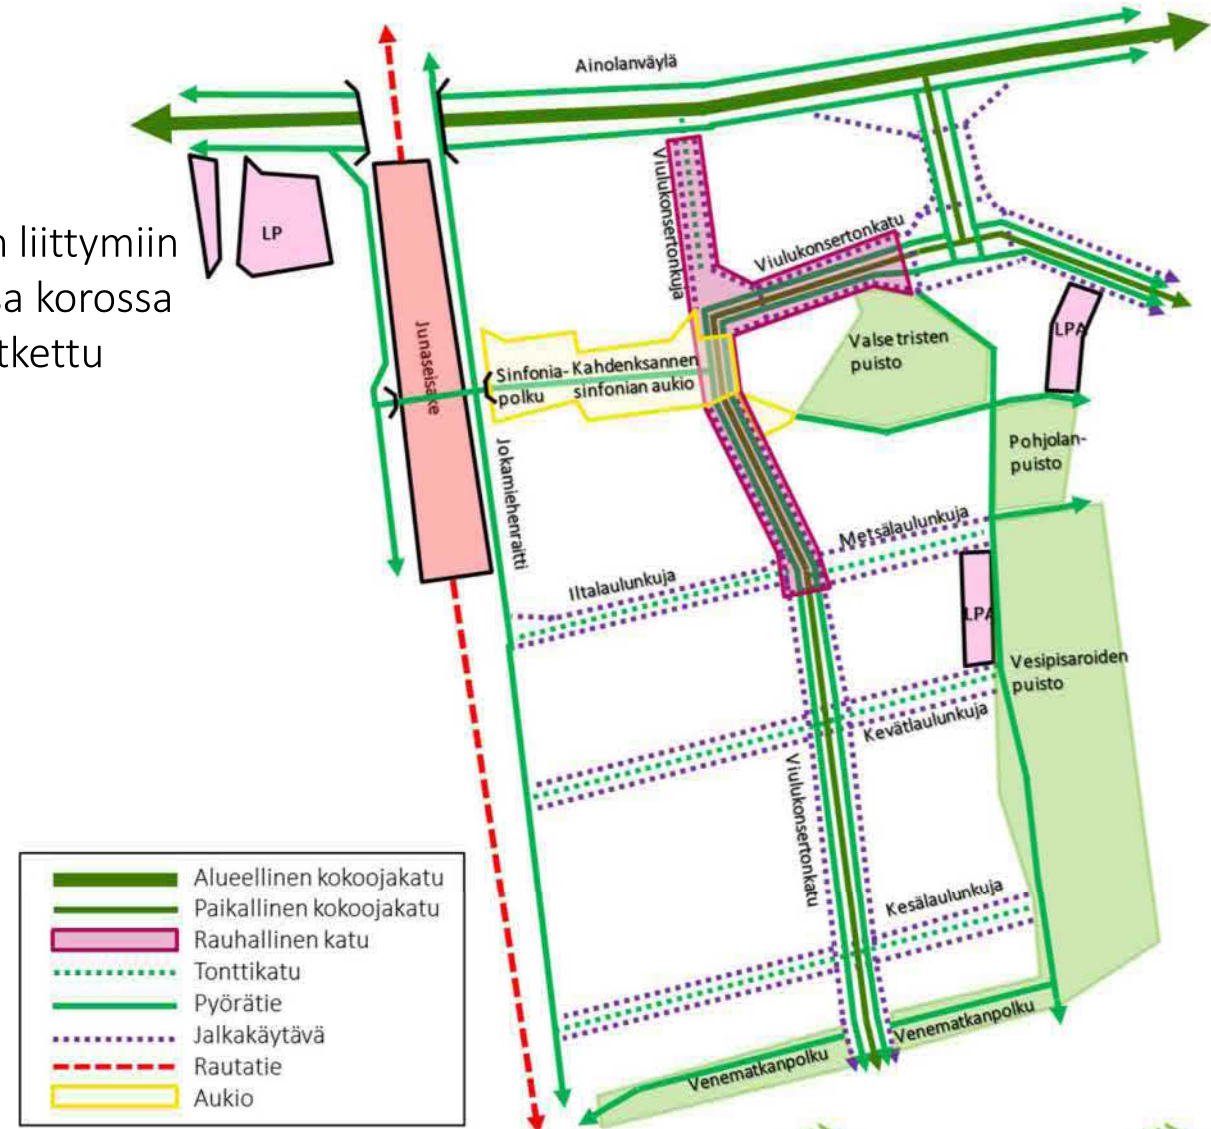 Ainolanväylä
Viulukonsertonkuja
Viulukonsertonkatu
LP
n liittymiin
sa korossa
tkettu
Junaseisake
Valse tristen
puisto
LPA
Sinfonia-
polku
Kahdenksannen
sinfonian aukio
Pohjolan-
puisto
Jokamiehenraitti
Metsälaulunkuja
Iltalaulunkuja
LPA
Vesipisaroiden
puisto
Kevätlaulunkuja
Viulukonsertonkatu
Kesälaulunkuja
Venematkanpolku
Venematkanpolku
Alueellinen kokoojakatu
Paikallinen kokoojakatu
Rauhallinen katu
Tonttikatu
Pyörätie
Jalkakäytävä
Rautatie
Aukio